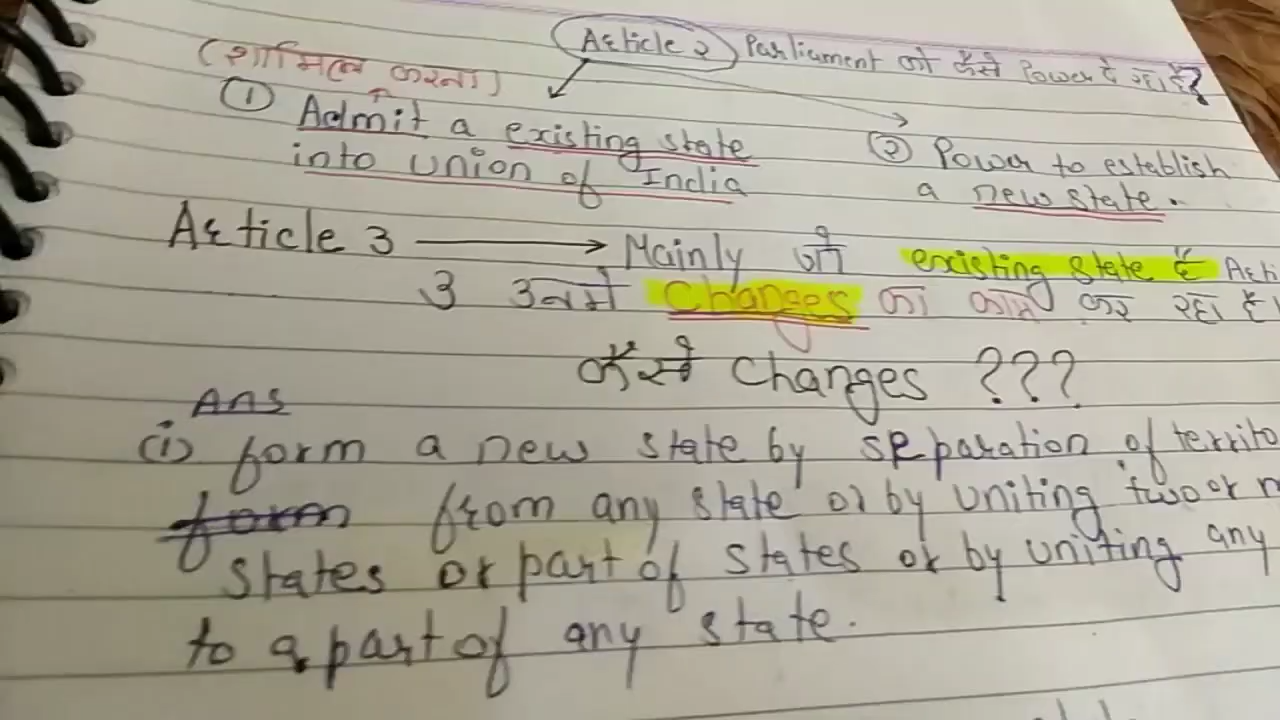 Article 2 Parliament को कैसे Power दे रहा है?
(शामिल करना)
① Admit a existing state
into union of India
② Power to establish
a new state.
Article 3 → Mainly जो existing state है Arti
3 उनमे Changes का काम कर रहा है।
कैसे changes ???
Ans
(i) form a new state by separation of territo
form from any state or by uniting two or m
states or part of states or by uniting any
to a part of any state.